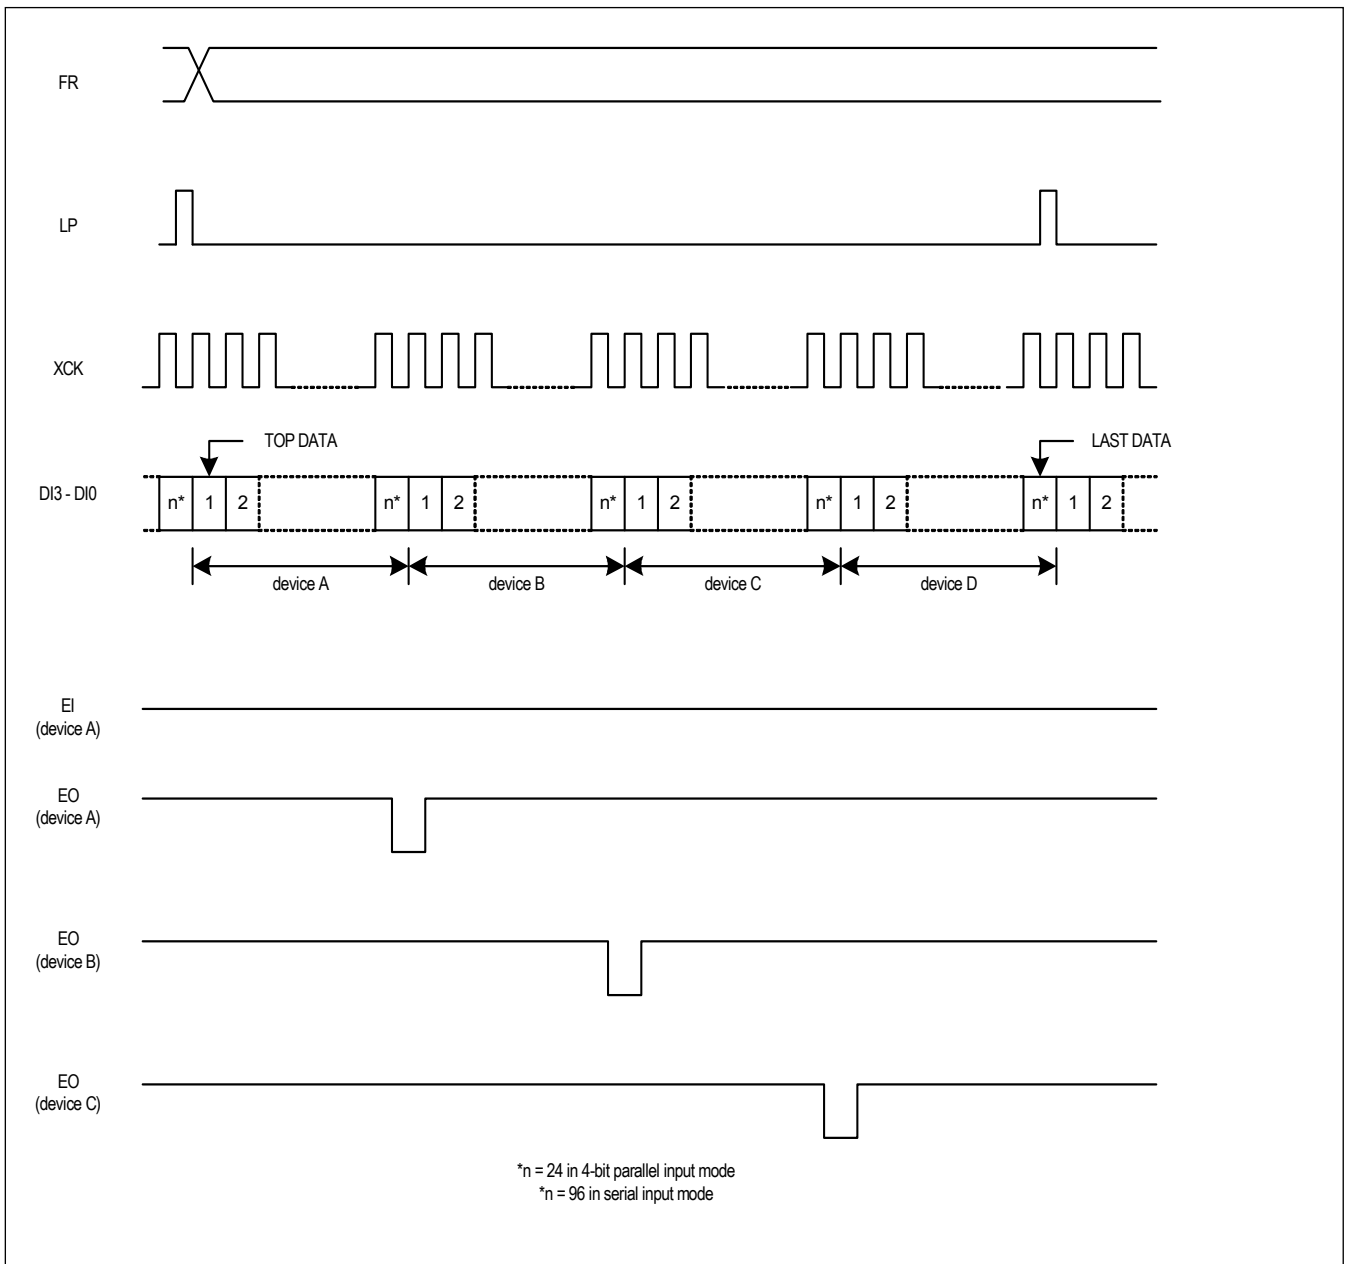 FR
LP
XCK
TOP DATA
LAST DATA
DI3 - DI0
n* 1 2 n* 1 2 n* 1 2 n* 1 2 n* 1 2
device A device B device C device D
EI
(device A)
EO
(device A)
EO
(device B)
EO
(device C)
*n = 24 in 4-bit parallel input mode
*n = 96 in serial input mode